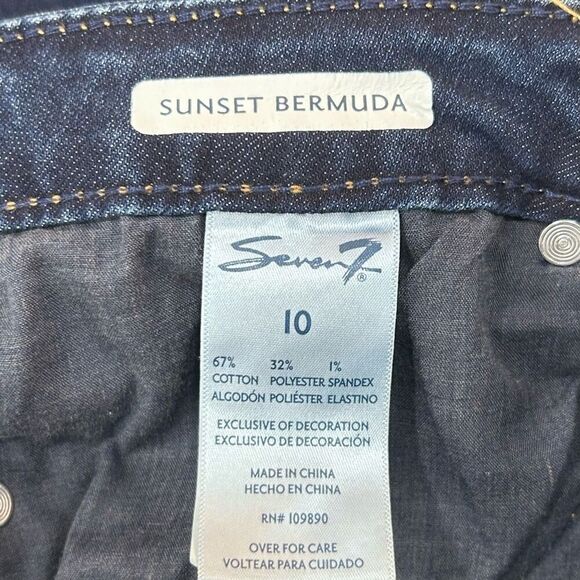 SUNSET BERMUDA
Seven7®
10
67% 32% 1%
COTTON POLYESTER SPANDEX
ALGODÓN POLIÉSTER ELASTINO
EXCLUSIVE OF DECORATION
EXCLUSIVO DE DECORACIÓN
MADE IN CHINA
HECHO EN CHINA
RN# 109890
OVER FOR CARE
VOLTEAR PARA CUIDADO